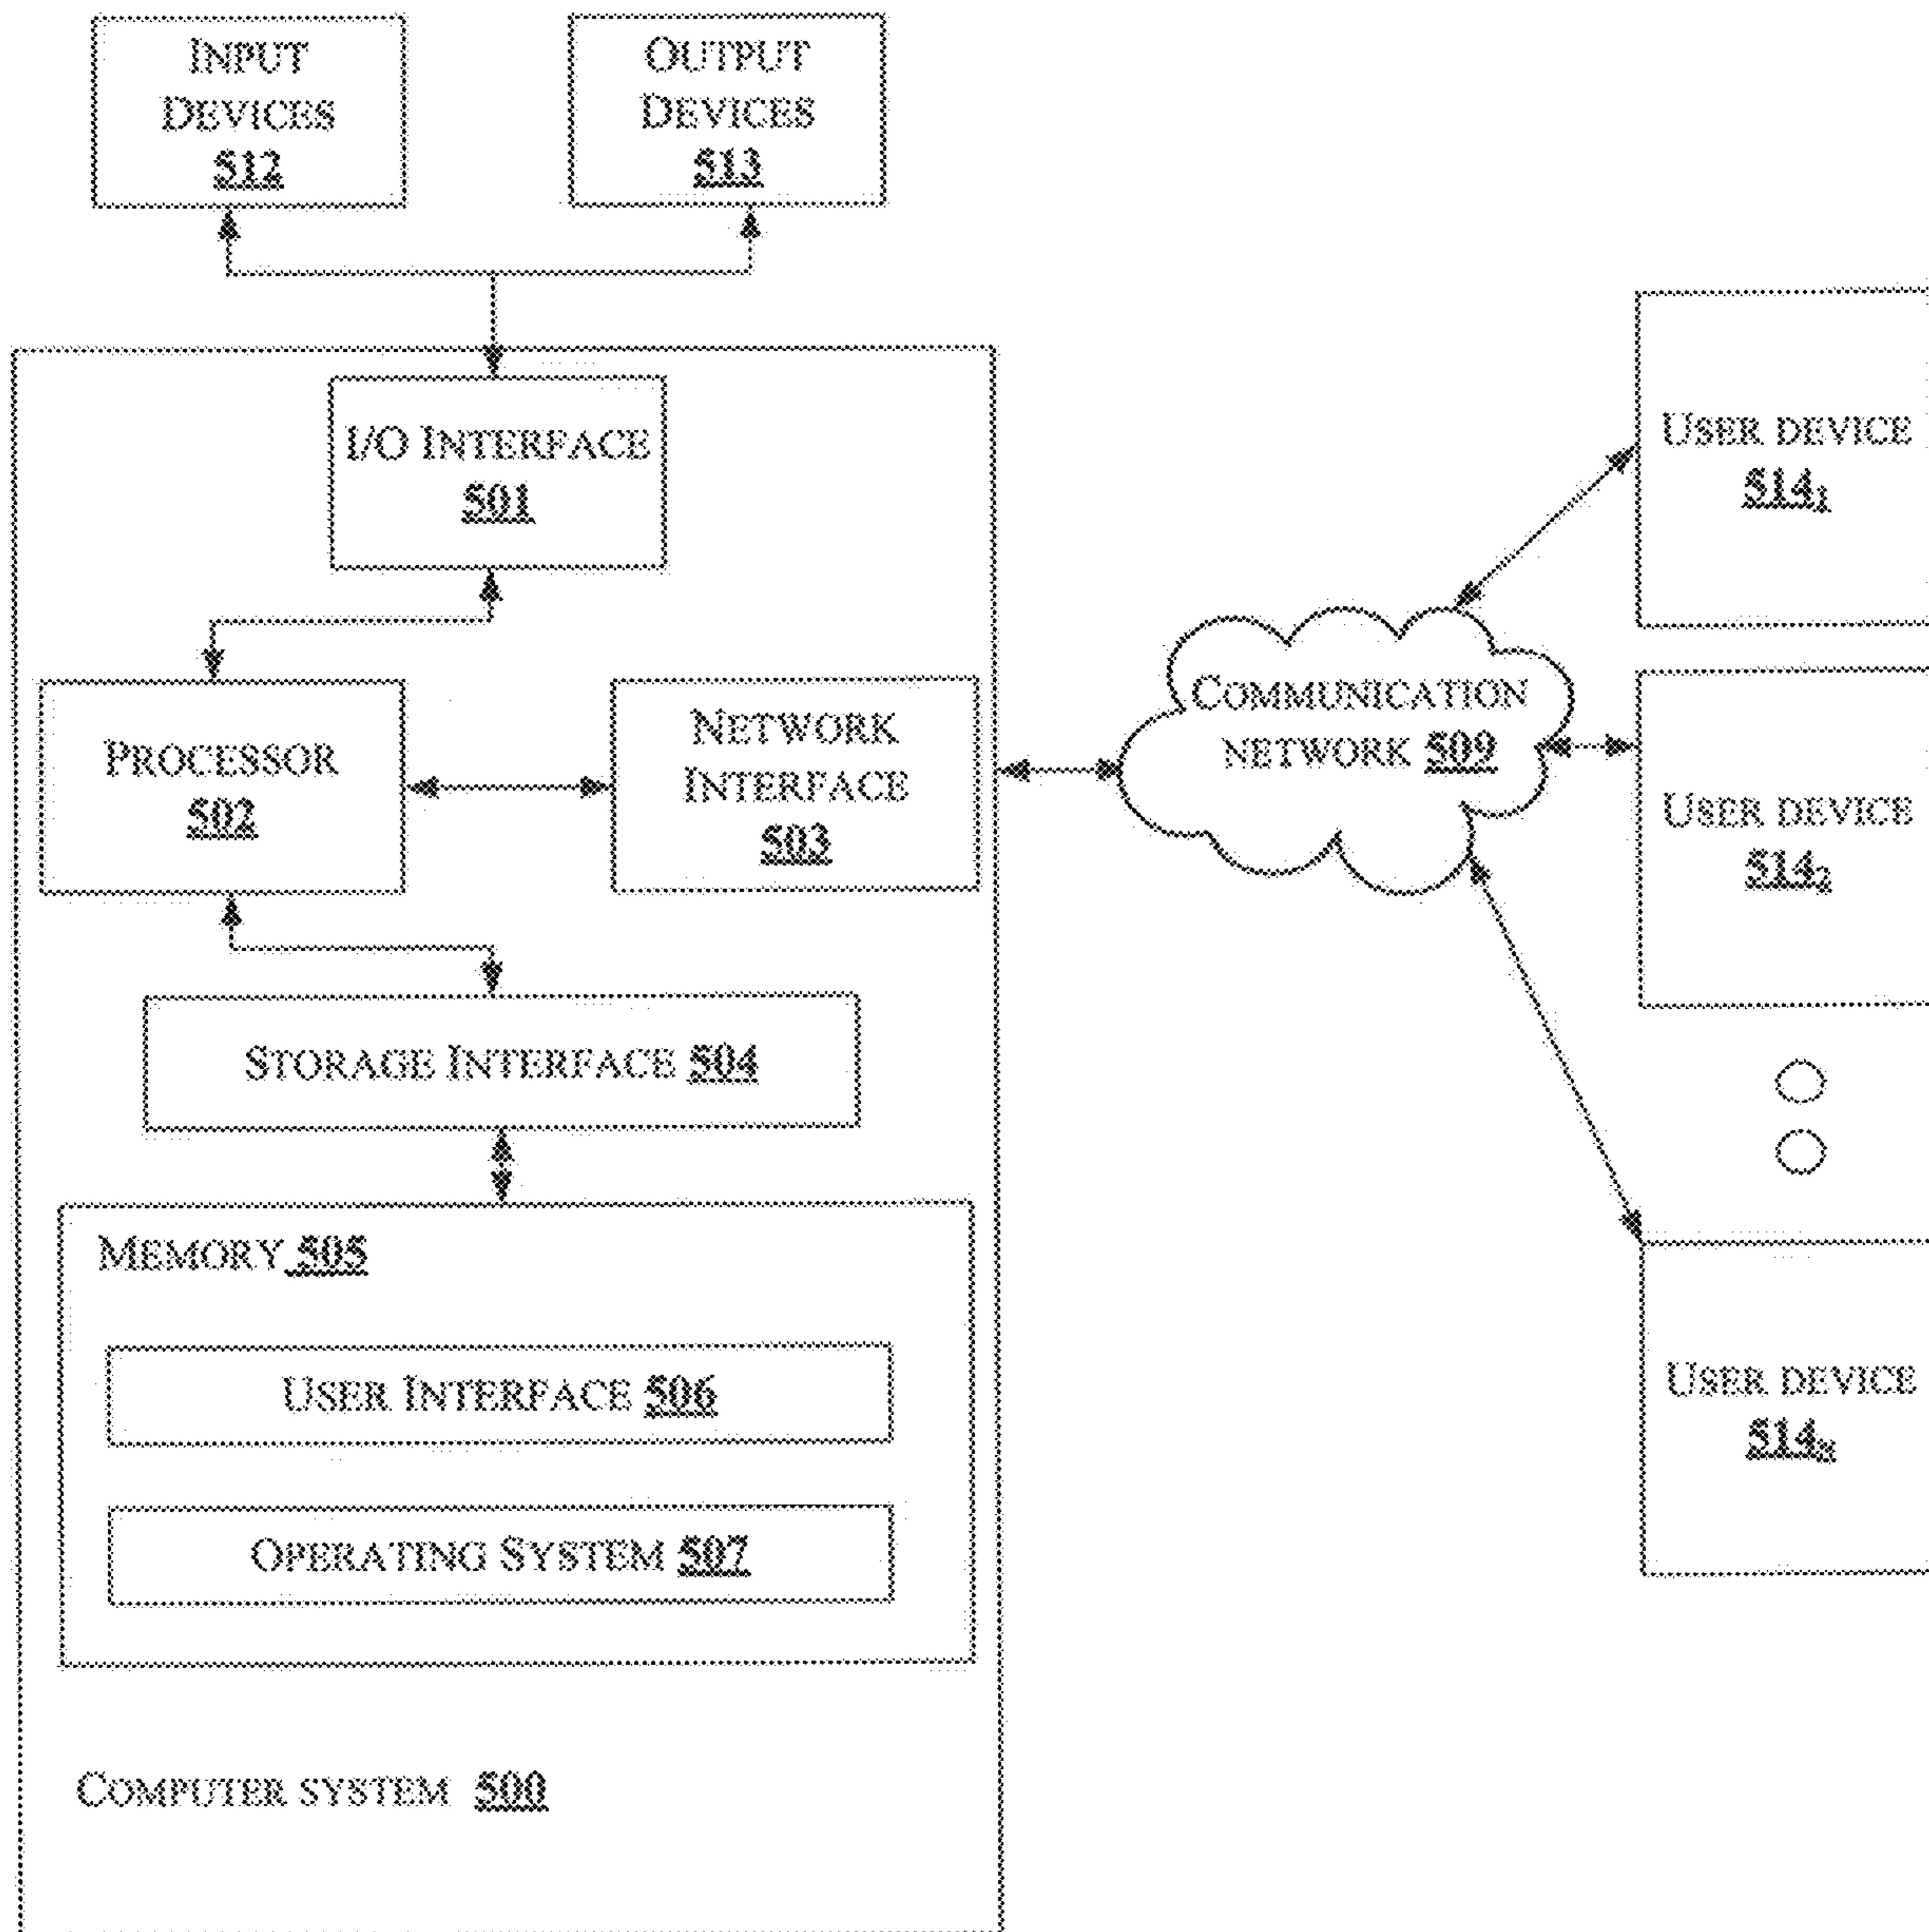 INPUT
DEVICES
512
OUTPUT
DEVICES
513
I/O INTERFACE
501
PROCESSOR
502
NETWORK
INTERFACE
503
STORAGE INTERFACE 504
MEMORY 505
USER INTERFACE 506
OPERATING SYSTEM 507
COMPUTER SYSTEM 500
COMMUNICATION
NETWORK 509
USER DEVICE
514₁
USER DEVICE
514₂
USER DEVICE
514ₙ